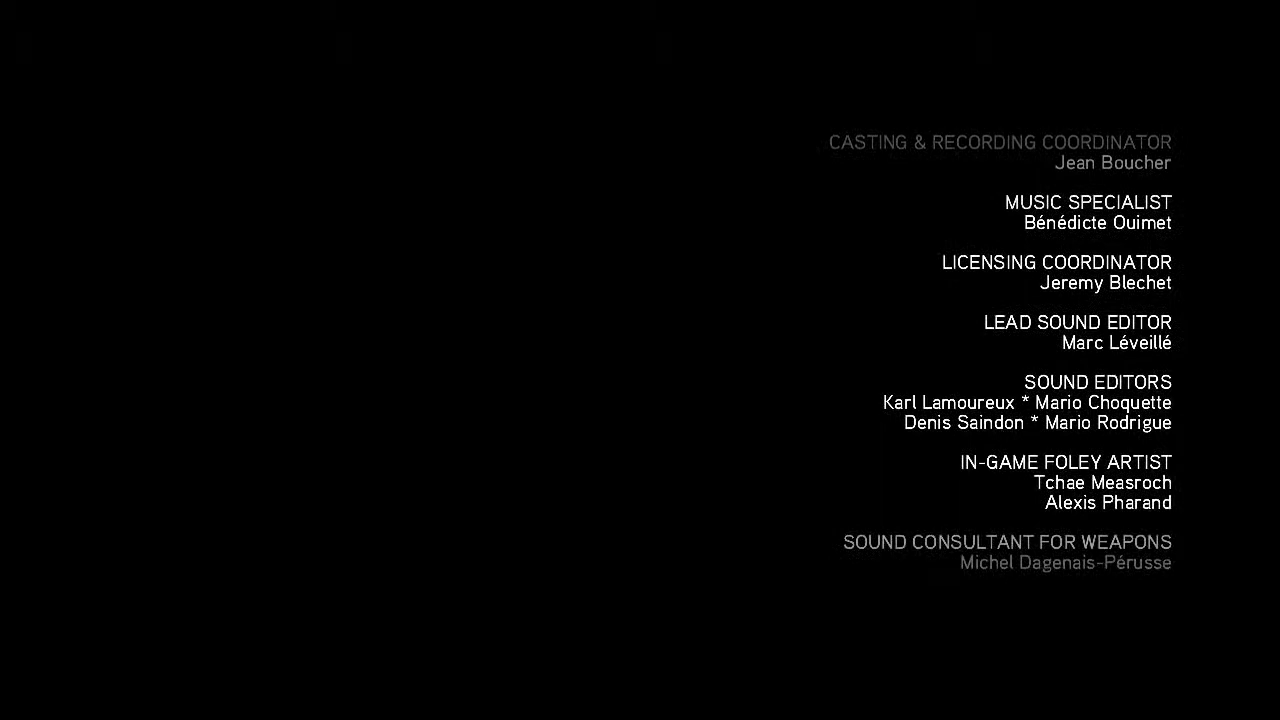 CASTING & RECORDING COORDINATOR
Jean Boucher
MUSIC SPECIALIST
Bénédicte Ouimet
LICENSING COORDINATOR
Jeremy Blechet
LEAD SOUND EDITOR
Marc Léveillé
SOUND EDITORS
Karl Lamoureux * Mario Choquette
Denis Saindon * Mario Rodrigue
IN-GAME FOLEY ARTIST
Tchae Measroch
Alexis Pharand
SOUND CONSULTANT FOR WEAPONS
Michel Dagenais-Pérusse